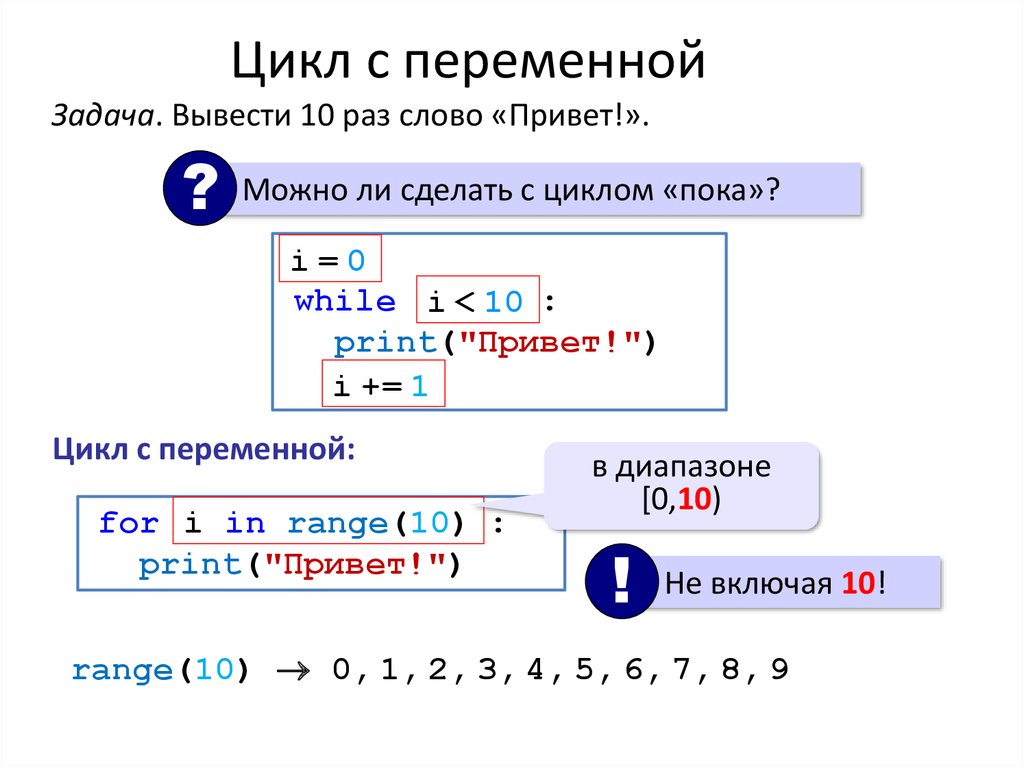 Цикл с переменной
Задача. Вывести 10 раз слово «Привет!».
? Можно ли сделать с циклом «пока»?
i = 0
while i < 10 :
print("Привет!")
i += 1
Цикл с переменной:
в диапазоне
[0,10)
for i in range(10) :
print("Привет!")
! Не включая 10!
range(10) → 0, 1, 2, 3, 4, 5, 6, 7, 8, 9